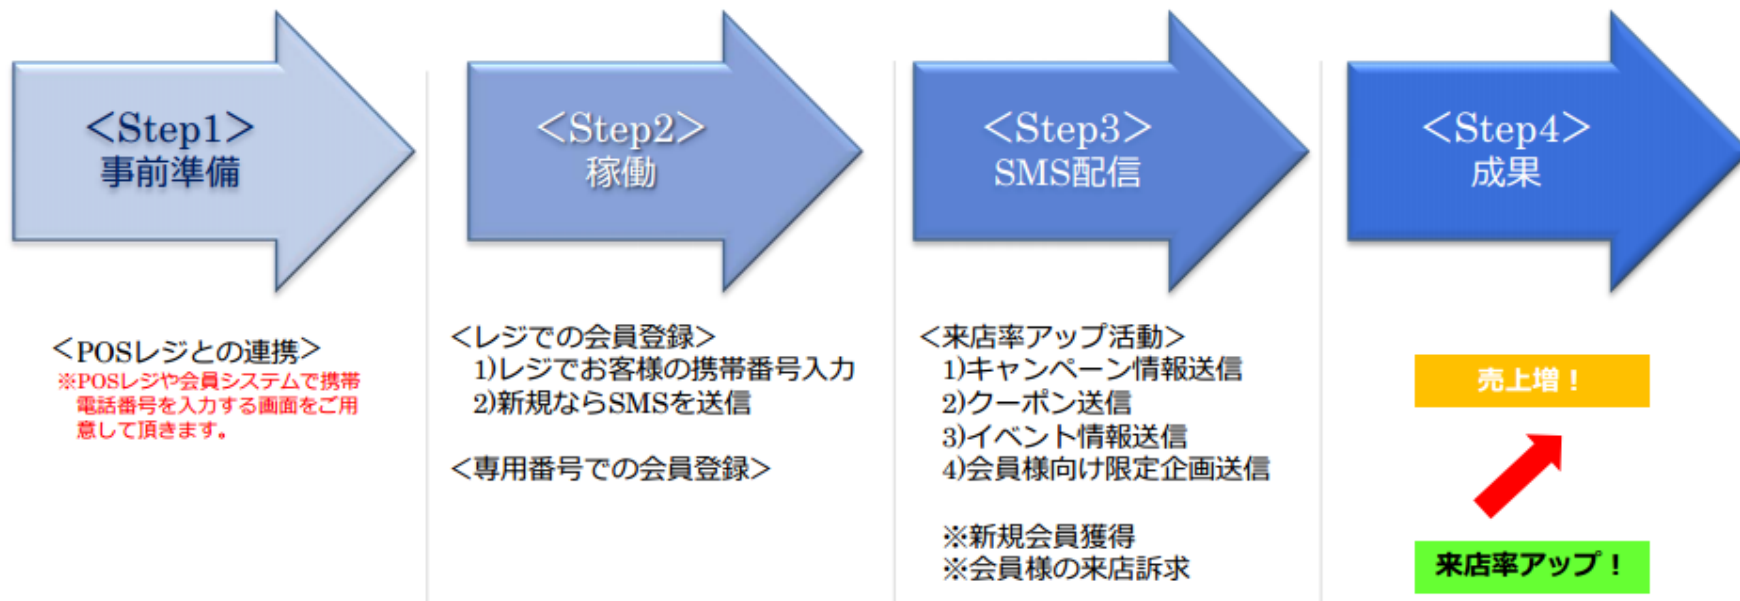 ＜Step1＞
事前準備
＜POSレジとの連携＞
※POSレジや会員システムで携帯
電話番号を入力する画面をご用
意して頂きます。
＜Step2＞
稼働
＜レジでの会員登録＞
1)レジでお客様の携帯番号入力
2)新規ならSMSを送信
＜専用番号での会員登録＞
＜Step3＞
SMS配信
＜来店率アップ活動＞
1)キャンペーン情報送信
2)クーポン送信
3)イベント情報送信
4)会員様向け限定企画送信
※新規会員獲得
※会員様の来店訴求
＜Step4＞
成果
売上増！
来店率アップ！